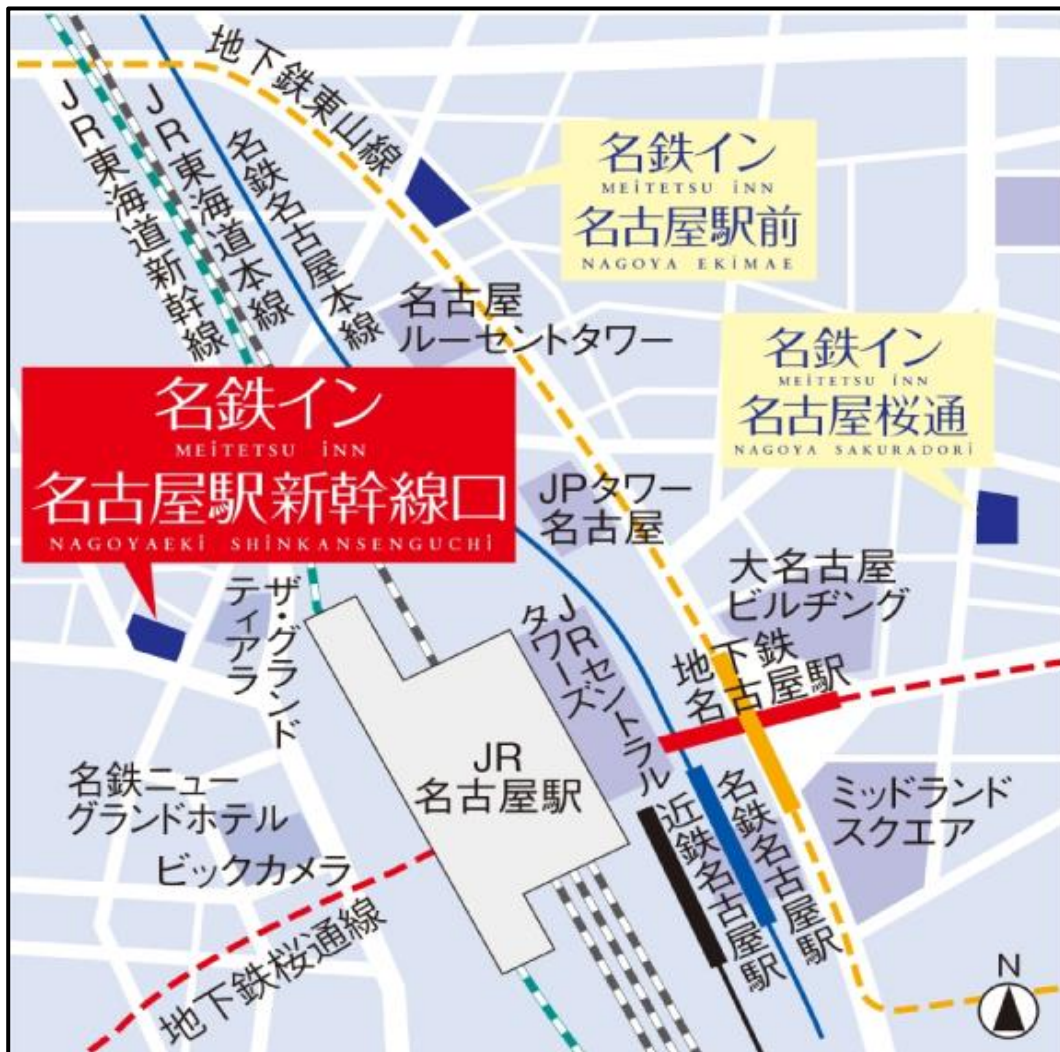 地下鉄東山線
JR東海道新幹線
JR東海道本線
名鉄名古屋本線
名鉄イン
MEITETSU iNN
名古屋駅前
NAGOYA EKiMAE
名古屋
ルーセントタワー
名鉄イン
MEITETSU iNN
名古屋桜通
NAGOYA SAKURADORi
名鉄イン
MEiTETSU iNN
名古屋駅新幹線口
NAGOYAEKi SHiNKANSENGUCHi
JPタワー
名古屋
大名古屋
ビルヂング
ザ・グランド
ティアラ
JRセントラル
タワーズ
地下鉄
名古屋駅
JR
名古屋駅
名鉄ニュー
グランドホテル
ビックカメラ
近鉄名古屋駅
名鉄名古屋駅
ミッドランド
スクエア
地下鉄桜通線
N